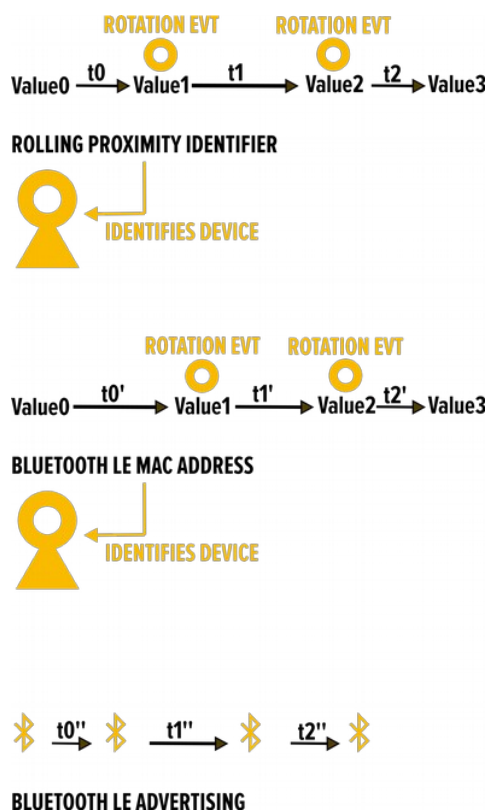 ROTATION EVT ROTATION EVT
Value0 t0 Value1 t1 Value2 t2 Value3
ROLLING PROXIMITY IDENTIFIER
IDENTIFIES DEVICE
ROTATION EVT ROTATION EVT
Value0 t0' Value1 t1' Value2 t2' Value3
BLUETOOTH LE MAC ADDRESS
IDENTIFIES DEVICE
t0'' t1'' t2''
BLUETOOTH LE ADVERTISING